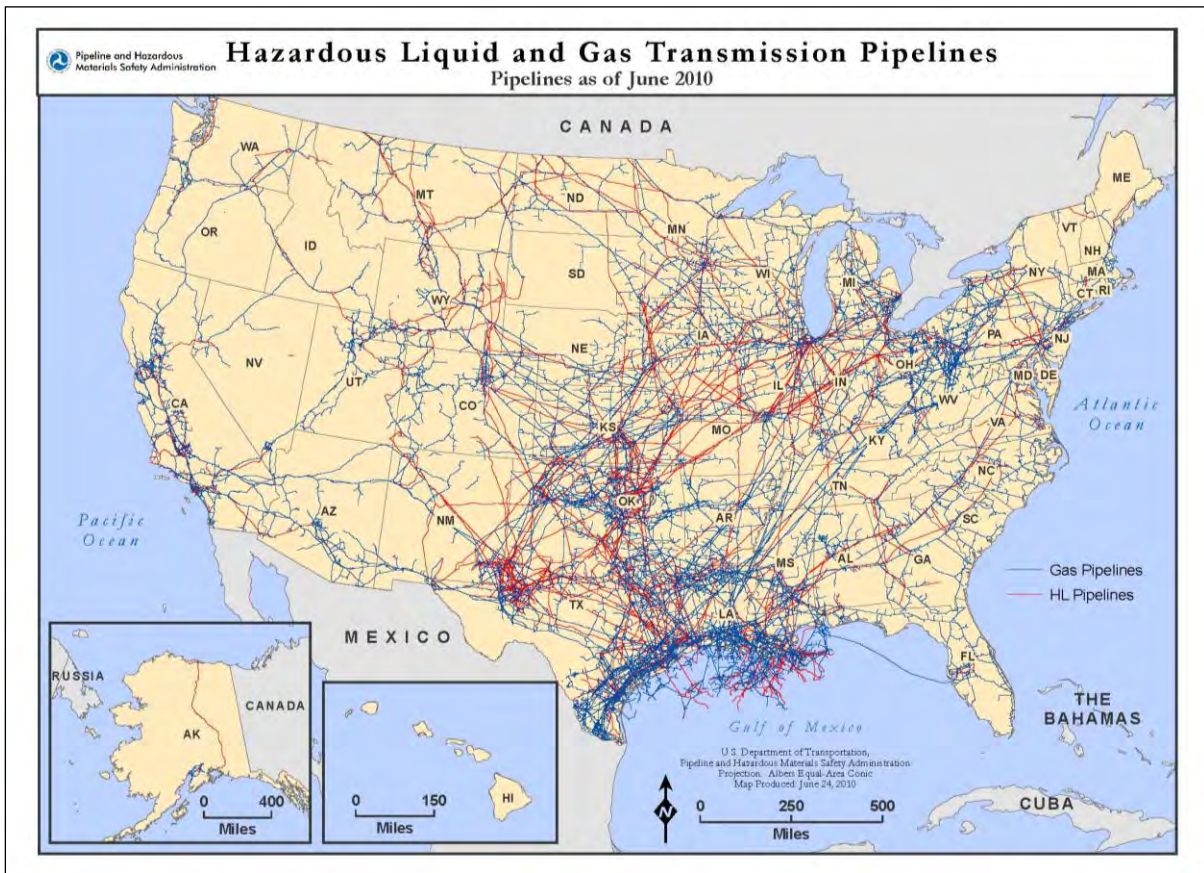 Pipeline and Hazardous
Materials Safety Administration
Hazardous Liquid and Gas Transmission Pipelines
Pipelines as of June 2010
CANADA
WA
MT
ND
MN
ME
VT
NH
OR
ID
SD
WI
MI
NY
MA
CT
RI
WY
IA
PA
NJ
NE
OH
NV
UT
IL
IN
MD
DE
CO
WV
CA
KS
MO
KY
VA
Atlantic
Ocean
NC
TN
OK
AZ
NM
AR
SC
Pacific
Ocean
MS
AL
GA
Gas Pipelines
HL Pipelines
TX
LA
MEXICO
FL
RUSSIA
CANADA
AK
0 400
Miles
0 150
Miles
HI
THE
BAHAMAS
Gulf of Mexico
U.S. Department of Transportation,
Pipeline and Hazardous Materials Safety Administration
Projection: Albers Equal-Area Conic
Map Produced: June 24, 2010
N
0 250 500
Miles
CUBA